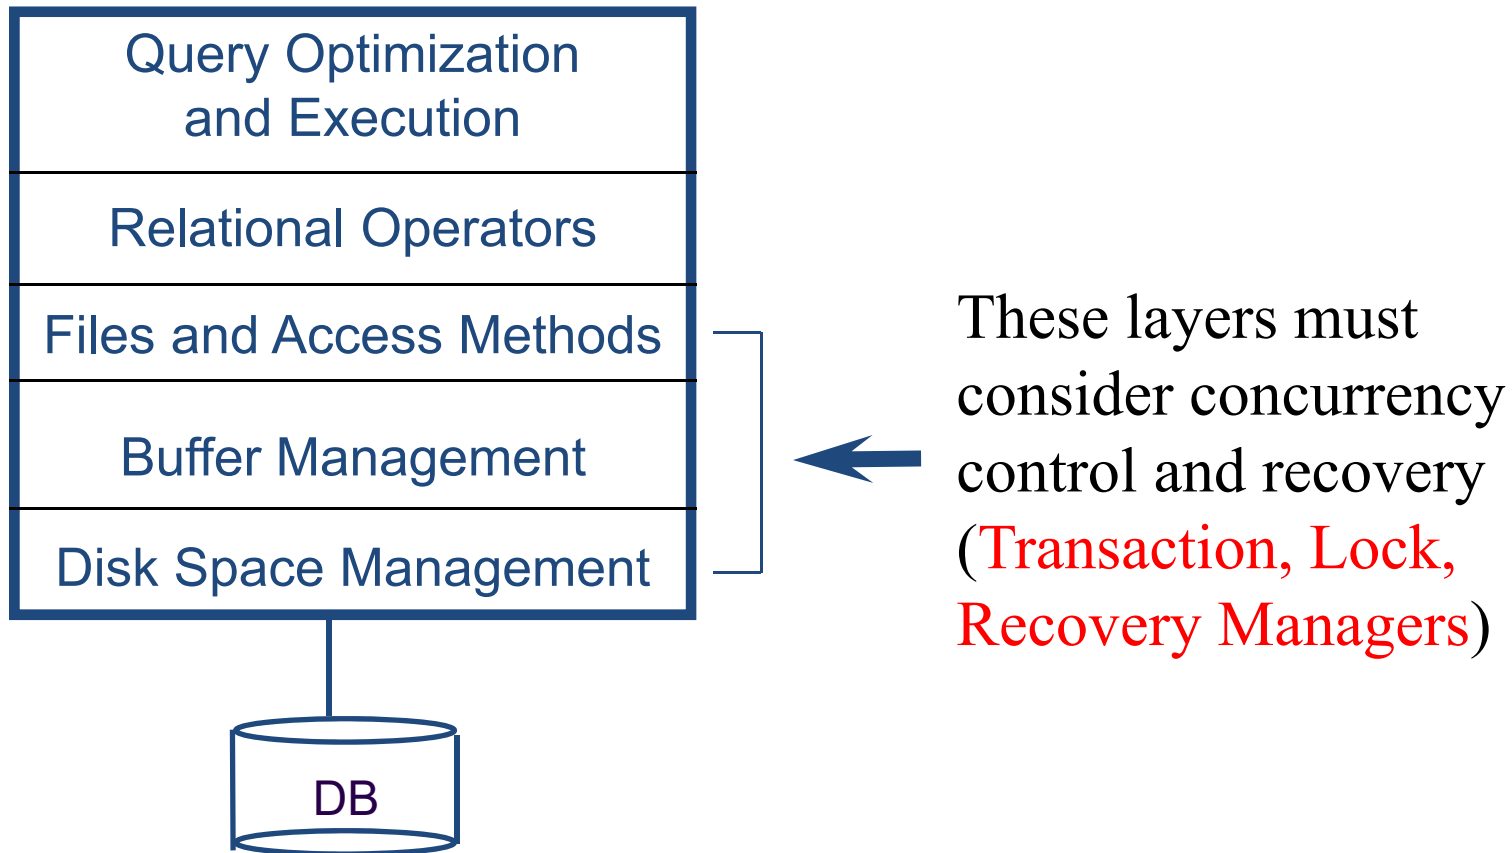 Query Optimization
and Execution
Relational Operators
Files and Access Methods
Buffer Management
Disk Space Management
DB
These layers must
consider concurrency
control and recovery
(Transaction, Lock,
Recovery Managers)